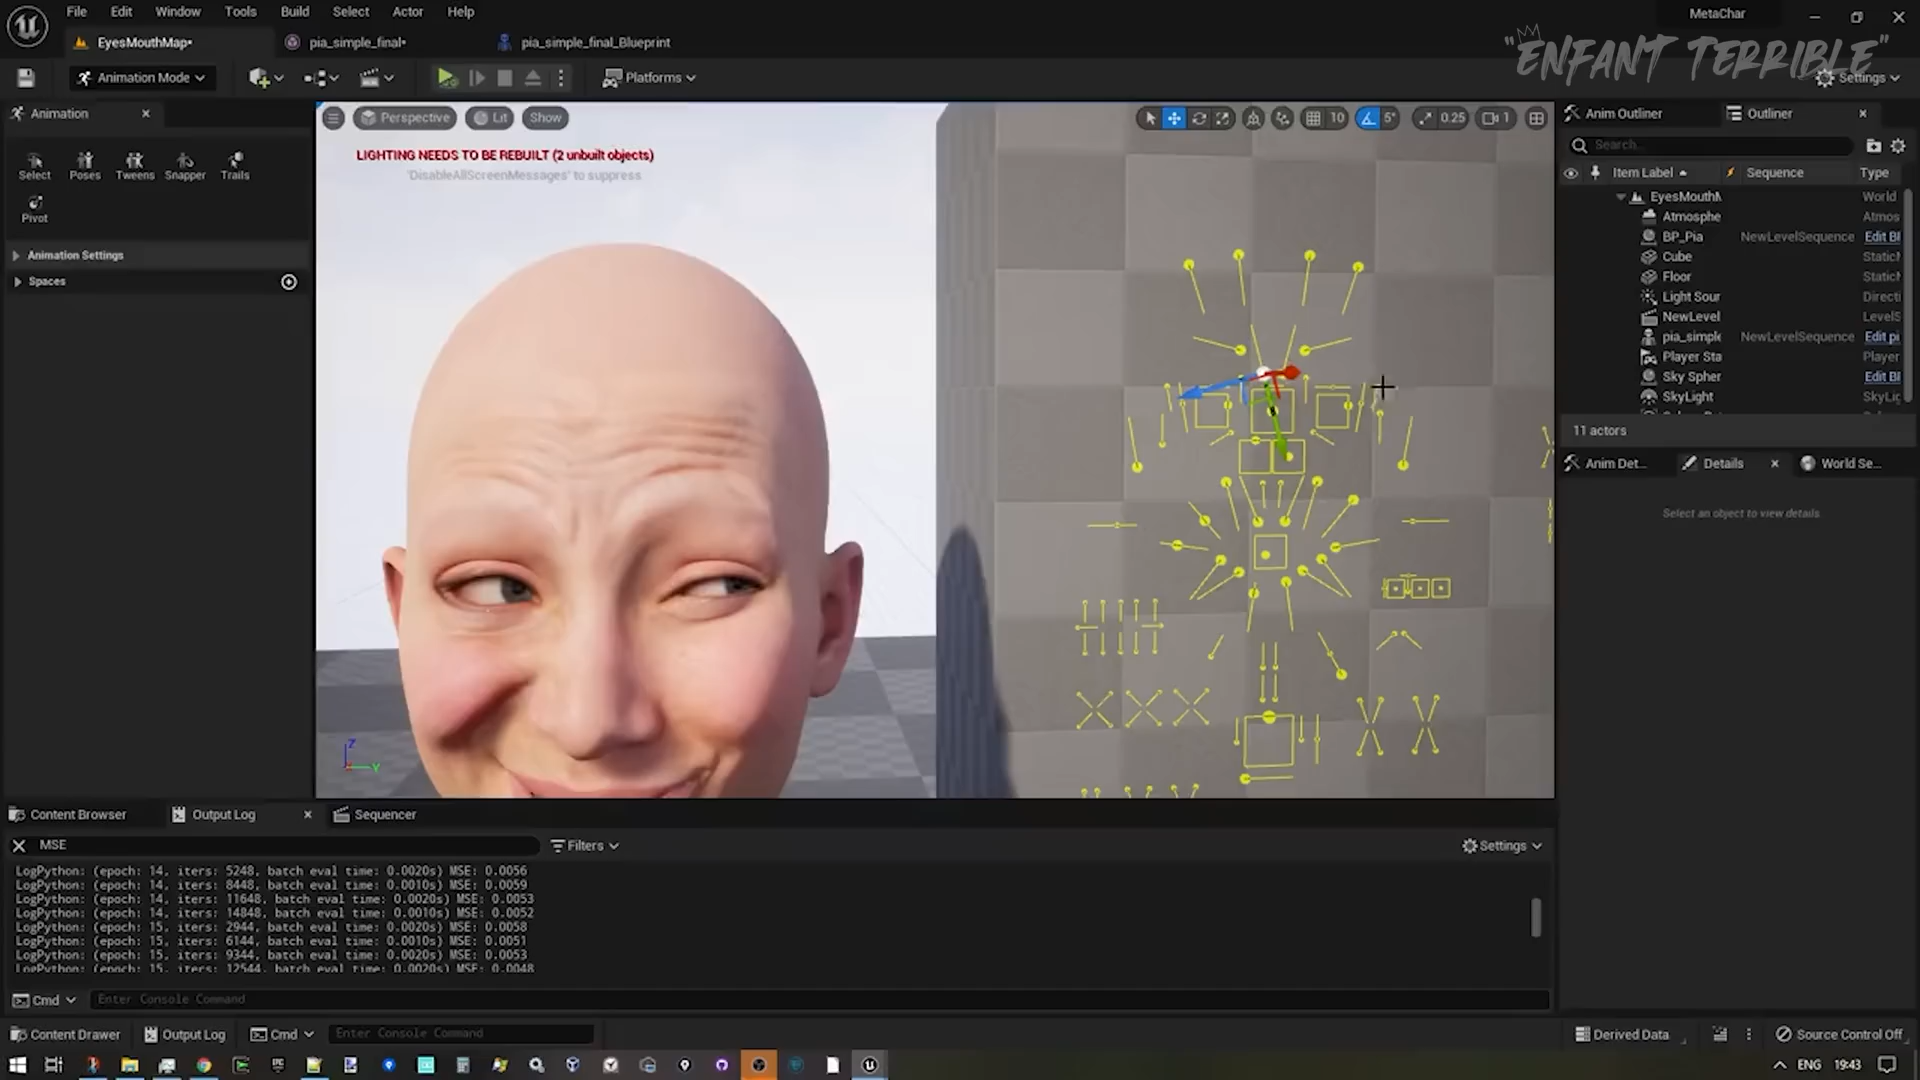 File Edit Window Tools Build Select Actor Help
MetaChar
EyesMouthMap•
pia_simple_final•
pia_simple_final_Blueprint
"ENFANT TERRIBLE"
Animation Mode
Platforms
Settings
Animation
Perspective
Lit
Show
10
5°
0.25
1
Anim Outliner
Outliner
LIGHTING NEEDS TO BE REBUILT (2 unbuilt objects)
'DisableAllScreenMessages' to suppress
Search...
Select Poses Tweens Snapper Trails
Pivot
Item Label Sequence Type
EyesMouthM World
Atmosphe Atmos
BP_Pia NewLevelSequence Edit Bl
Cube Static
Floor Static
Light Sour Directi
NewLevel LevelS
pia_simple NewLevelSequence Edit pi
Player Sta Player
Sky Spher Edit Bl
SkyLight SkyLig
Animation Settings
Spaces
11 actors
Anim Det...
Details
World Se...
Select an object to view details.
Z
Y
Content Browser
Output Log
Sequencer
MSE
Filters
Settings
LogPython: (epoch: 14, iters: 5248, batch eval time: 0.0020s) MSE: 0.0056
LogPython: (epoch: 14, iters: 8448, batch eval time: 0.0010s) MSE: 0.0059
LogPython: (epoch: 14, iters: 11648, batch eval time: 0.0020s) MSE: 0.0053
LogPython: (epoch: 14, iters: 14848, batch eval time: 0.0010s) MSE: 0.0052
LogPython: (epoch: 15, iters: 2944, batch eval time: 0.0020s) MSE: 0.0058
LogPython: (epoch: 15, iters: 6144, batch eval time: 0.0010s) MSE: 0.0051
LogPython: (epoch: 15, iters: 9344, batch eval time: 0.0020s) MSE: 0.0053
LogPython: (epoch: 15, iters: 12544, batch eval time: 0.0020s) MSE: 0.0048
Cmd
Enter Console Command
Content Drawer
Output Log
Cmd
Enter Console Command
Derived Data
Source Control Off
ENG
19:43